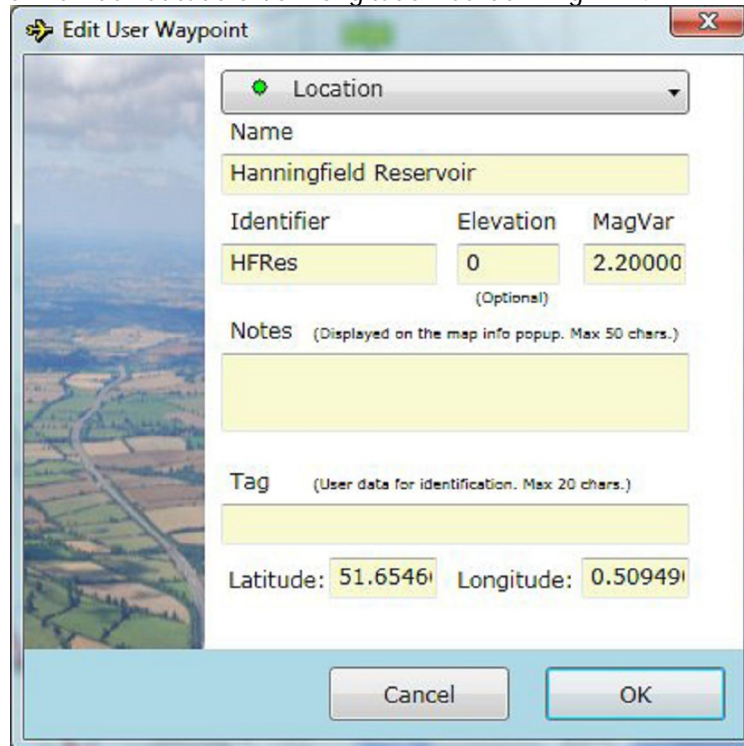 Edit User Waypoint
Location
Name
Hanningfield Reservoir
Identifier Elevation MagVar
HFRes 0 2.20000
(Optional)
Notes (Displayed on the map info popup. Max 50 chars.)
Tag (User data for identification. Max 20 chars.)
Latitude: 51.6546 Longitude: 0.50949
Cancel OK